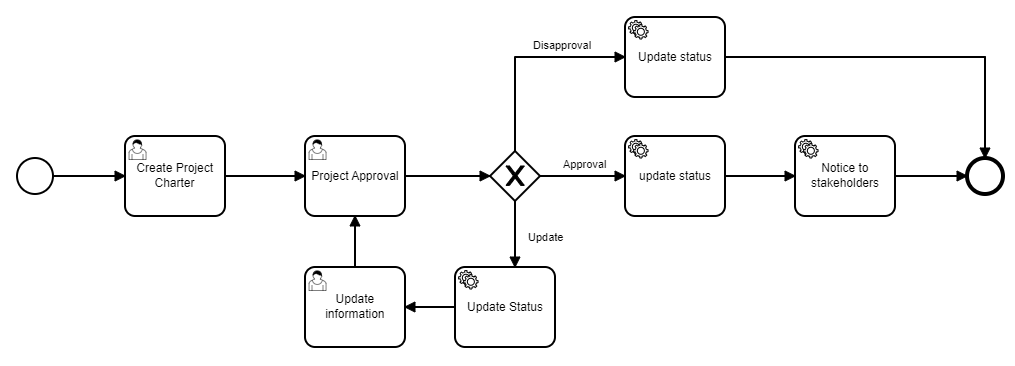 Disapproval
Update status
Create Project
Charter
Project Approval
Approval
update status
Notice to
stakeholders
Update
Update
information
Update Status